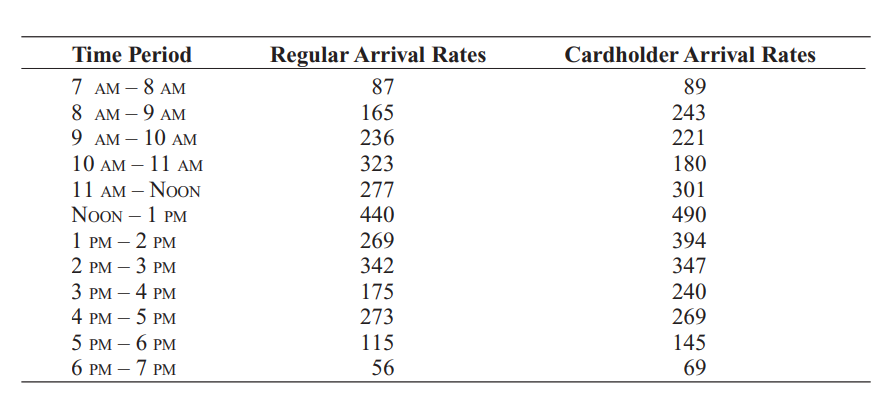 Time Period Regular Arrival Rates Cardholder Arrival Rates
7 AM – 8 AM 87 89
8 AM – 9 AM 165 243
9 AM – 10 AM 236 221
10 AM – 11 AM 323 180
11 AM – NOON 277 301
NOON – 1 PM 440 490
1 PM – 2 PM 269 394
2 PM – 3 PM 342 347
3 PM – 4 PM 175 240
4 PM – 5 PM 273 269
5 PM – 6 PM 115 145
6 PM – 7 PM 56 69